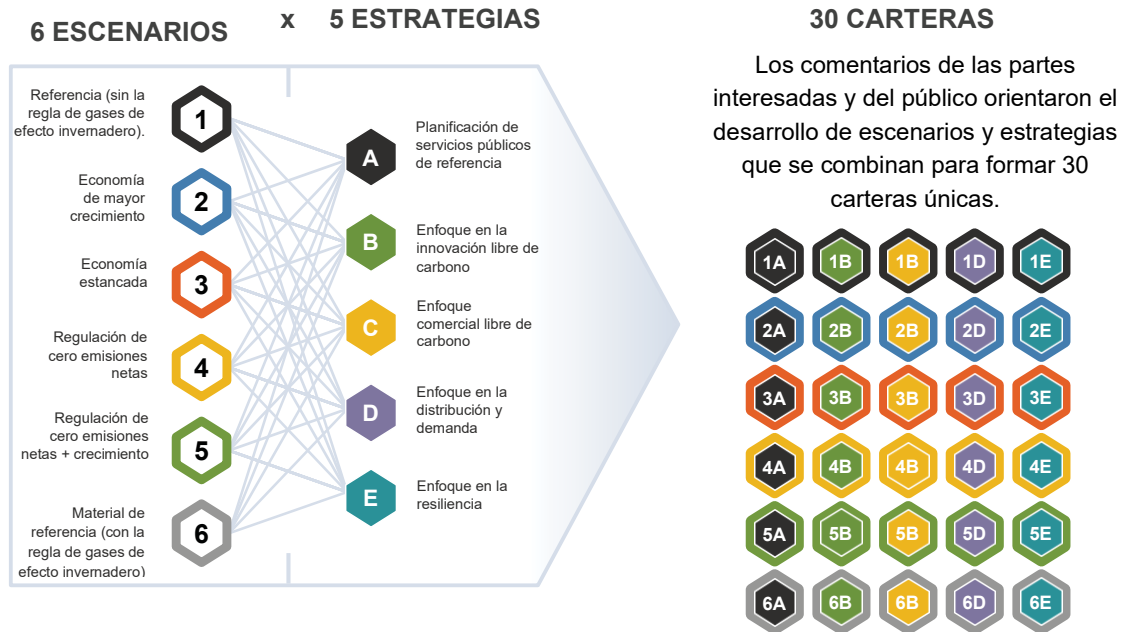 6 ESCENARIOS
x
5 ESTRATEGIAS
30 CARTERAS
Referencia (sin la
regla de gases de
efecto invernadero).
1
Economía
de mayor
crecimiento
2
Economía
estancada
3
Regulación de
cero emisiones
netas
4
Regulación de
cero emisiones
netas + crecimiento
5
Material de
referencia (con la
regla de gases de
efecto invernadero)
6
A
Planificación de
servicios públicos
de referencia
B
Enfoque en la
innovación libre de
carbono
C
Enfoque
comercial libre de
carbono
D
Enfoque en la
distribución y
demanda
E
Enfoque en la
resiliencia
Los comentarios de las partes
interesadas y del público orientaron el
desarrollo de escenarios y estrategias
que se combinan para formar 30
carteras únicas.
1A 1B 1B 1D 1E
2A 2B 2B 2D 2E
3A 3B 3B 3D 3E
4A 4B 4B 4D 4E
5A 5B 5B 5D 5E
6A 6B 6B 6D 6E